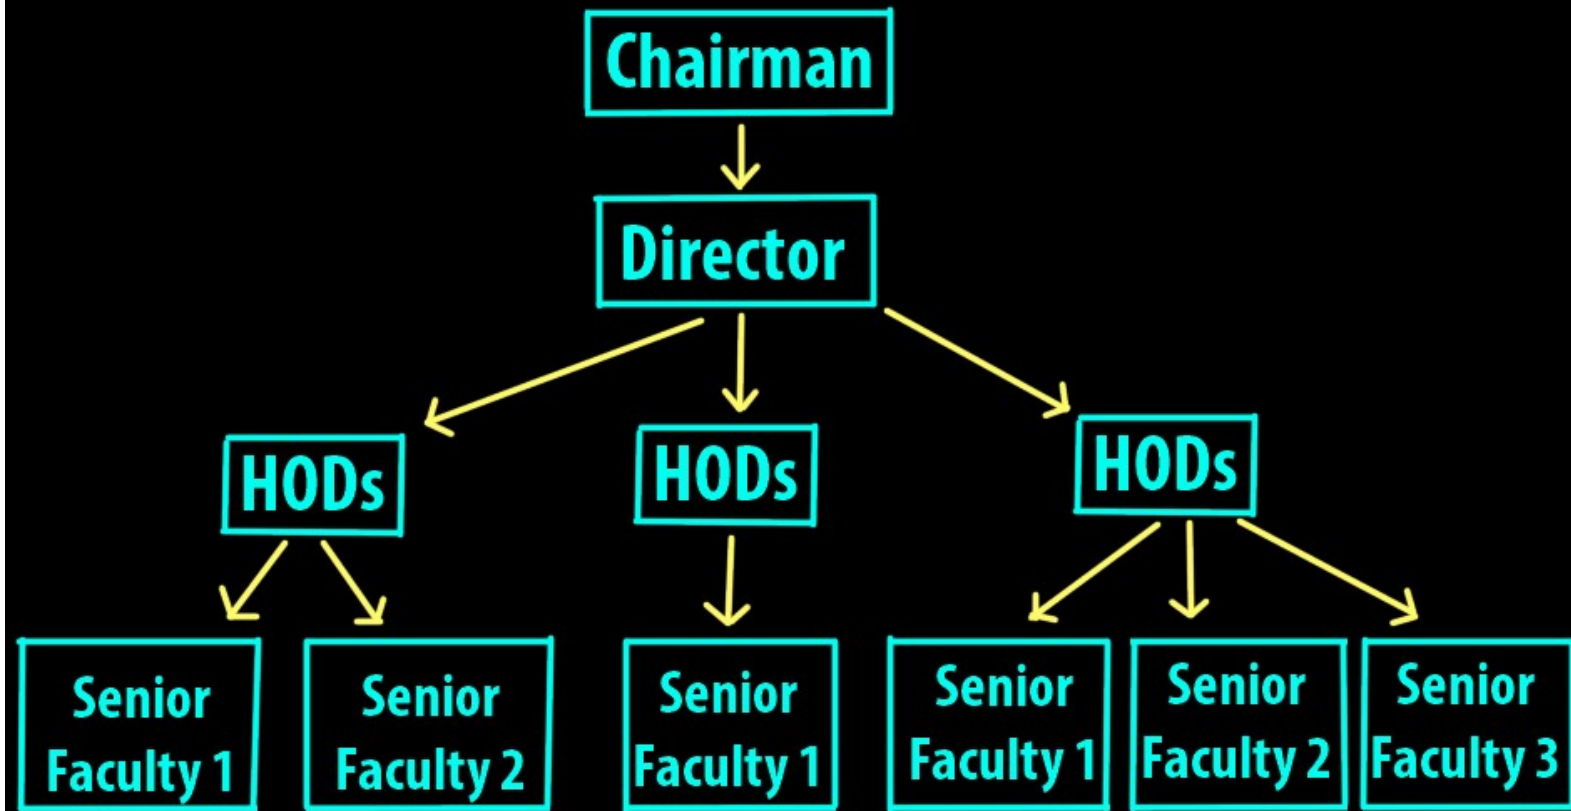 Chairman
Director
HODs
HODs
HODs
Senior
Faculty 1
Senior
Faculty 2
Senior
Faculty 1
Senior
Faculty 1
Senior
Faculty 2
Senior
Faculty 3